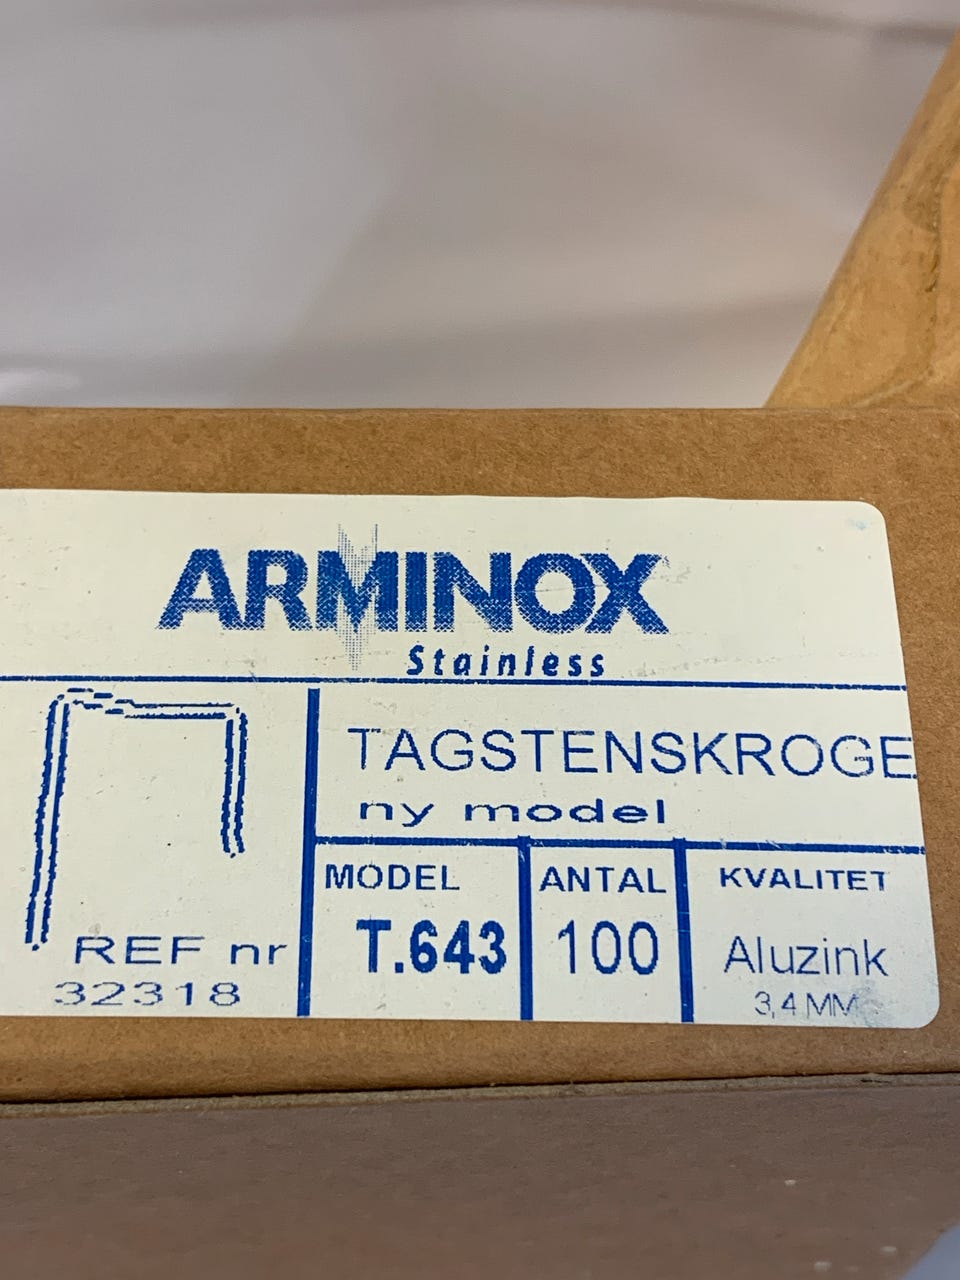 ARMINOX
Stainless
TAGSTENSKROGE
ny model
REF nr
32318
MODEL
T.643
ANTAL
100
KVALITET
Aluzink
3,4 MM